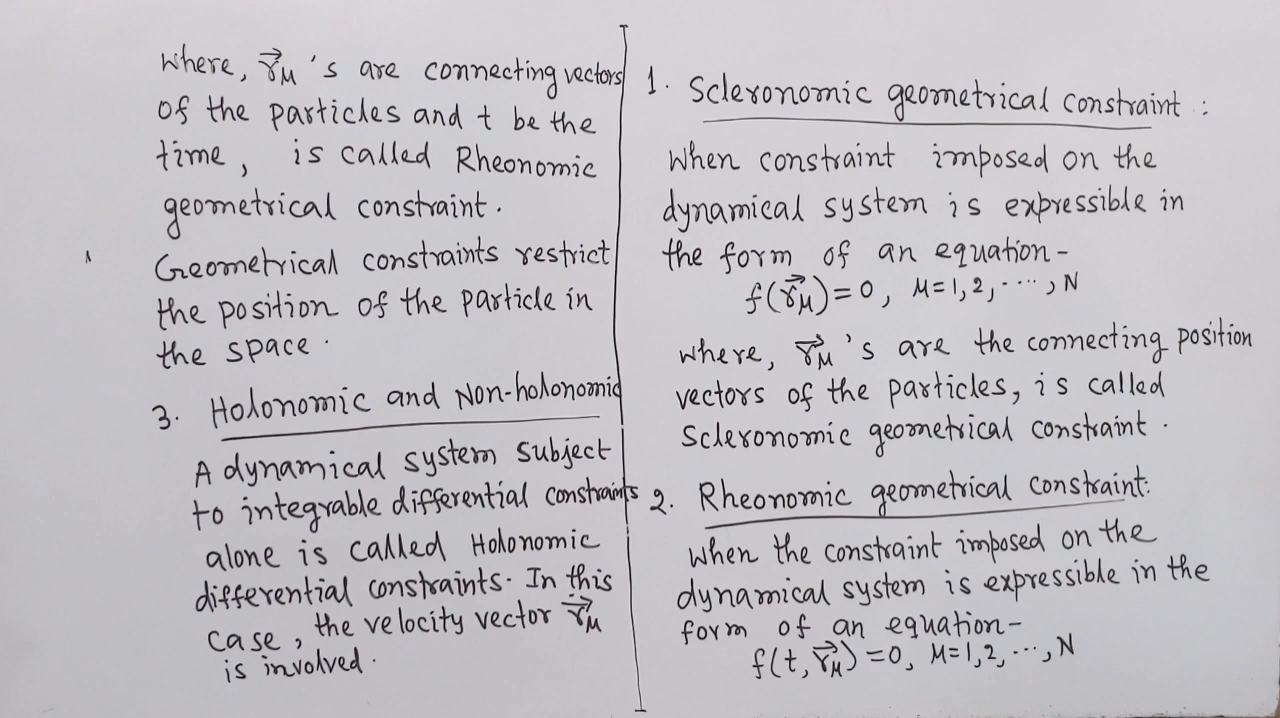 where, r⃗ᴍ 's are connecting vectors
of the particles and t be the
time, is called Rheonomic
geometrical constraint.
Geometrical constraints restrict
the position of the particle in
the space.
3. Holonomic and Non-holonomic
A dynamical system subject
to integrable differential constraints
alone is called Holonomic
differential constraints. In this
case, the velocity vector ṙ⃗ᴍ
is involved.
1. Scleronomic geometrical constraint :
when constraint imposed on the
dynamical system is expressible in
the form of an equation-
f(r⃗ᴍ)=0, M=1,2,...,N
where, r⃗ᴍ 's are the connecting position
vectors of the particles, is called
Scleronomic geometrical constraint.
2. Rheonomic geometrical constraint:
when the constraint imposed on the
dynamical system is expressible in the
form of an equation-
f(t, r⃗ᴍ)=0, M=1,2,...,N